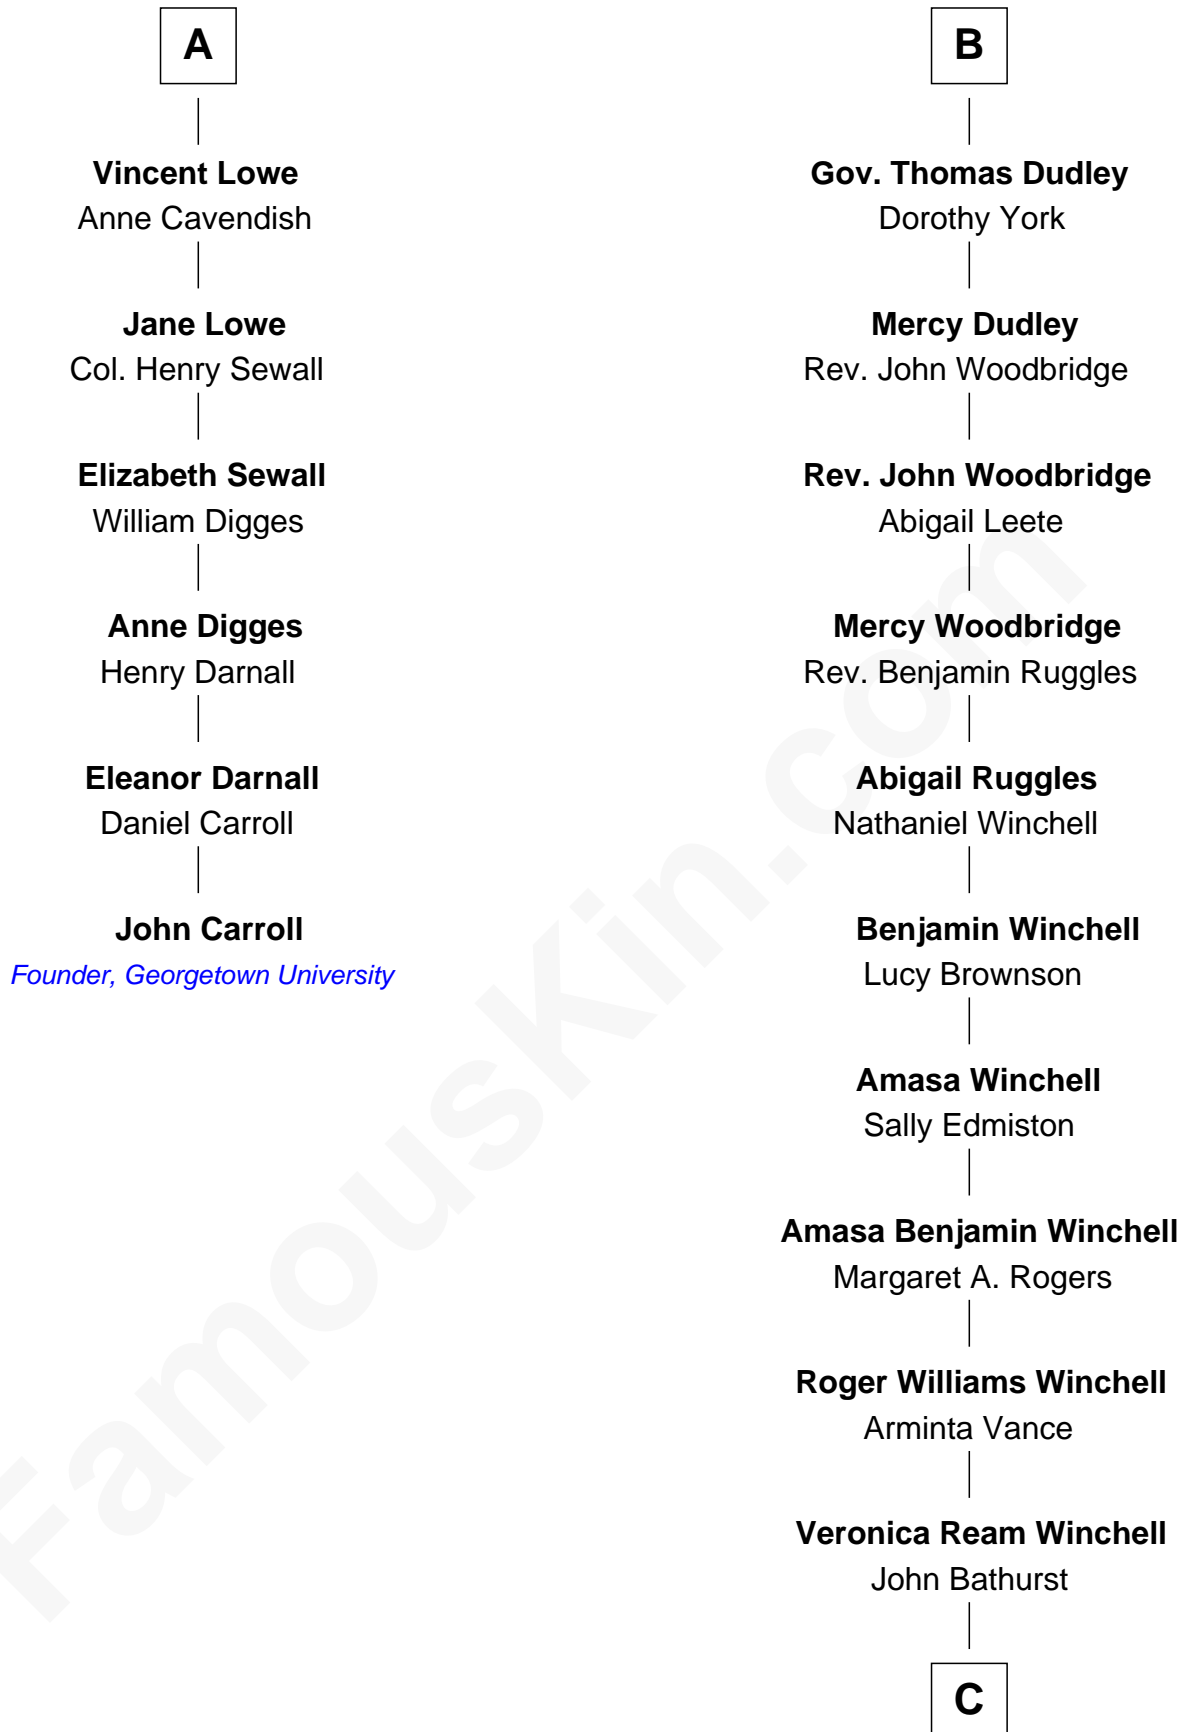 A
Vincent Lowe
Anne Cavendish
Jane Lowe
Col. Henry Sewall
Elizabeth Sewall
William Digges
Anne Digges
Henry Darnall
Eleanor Darnall
Daniel Carroll
John Carroll
Founder, Georgetown University
B
Gov. Thomas Dudley
Dorothy York
Mercy Dudley
Rev. John Woodbridge
Rev. John Woodbridge
Abigail Leete
Mercy Woodbridge
Rev. Benjamin Ruggles
Abigail Ruggles
Nathaniel Winchell
Benjamin Winchell
Lucy Brownson
Amasa Winchell
Sally Edmiston
Amasa Benjamin Winchell
Margaret A. Rogers
Roger Williams Winchell
Arminta Vance
Veronica Ream Winchell
John Bathurst
C
FamousKin.com